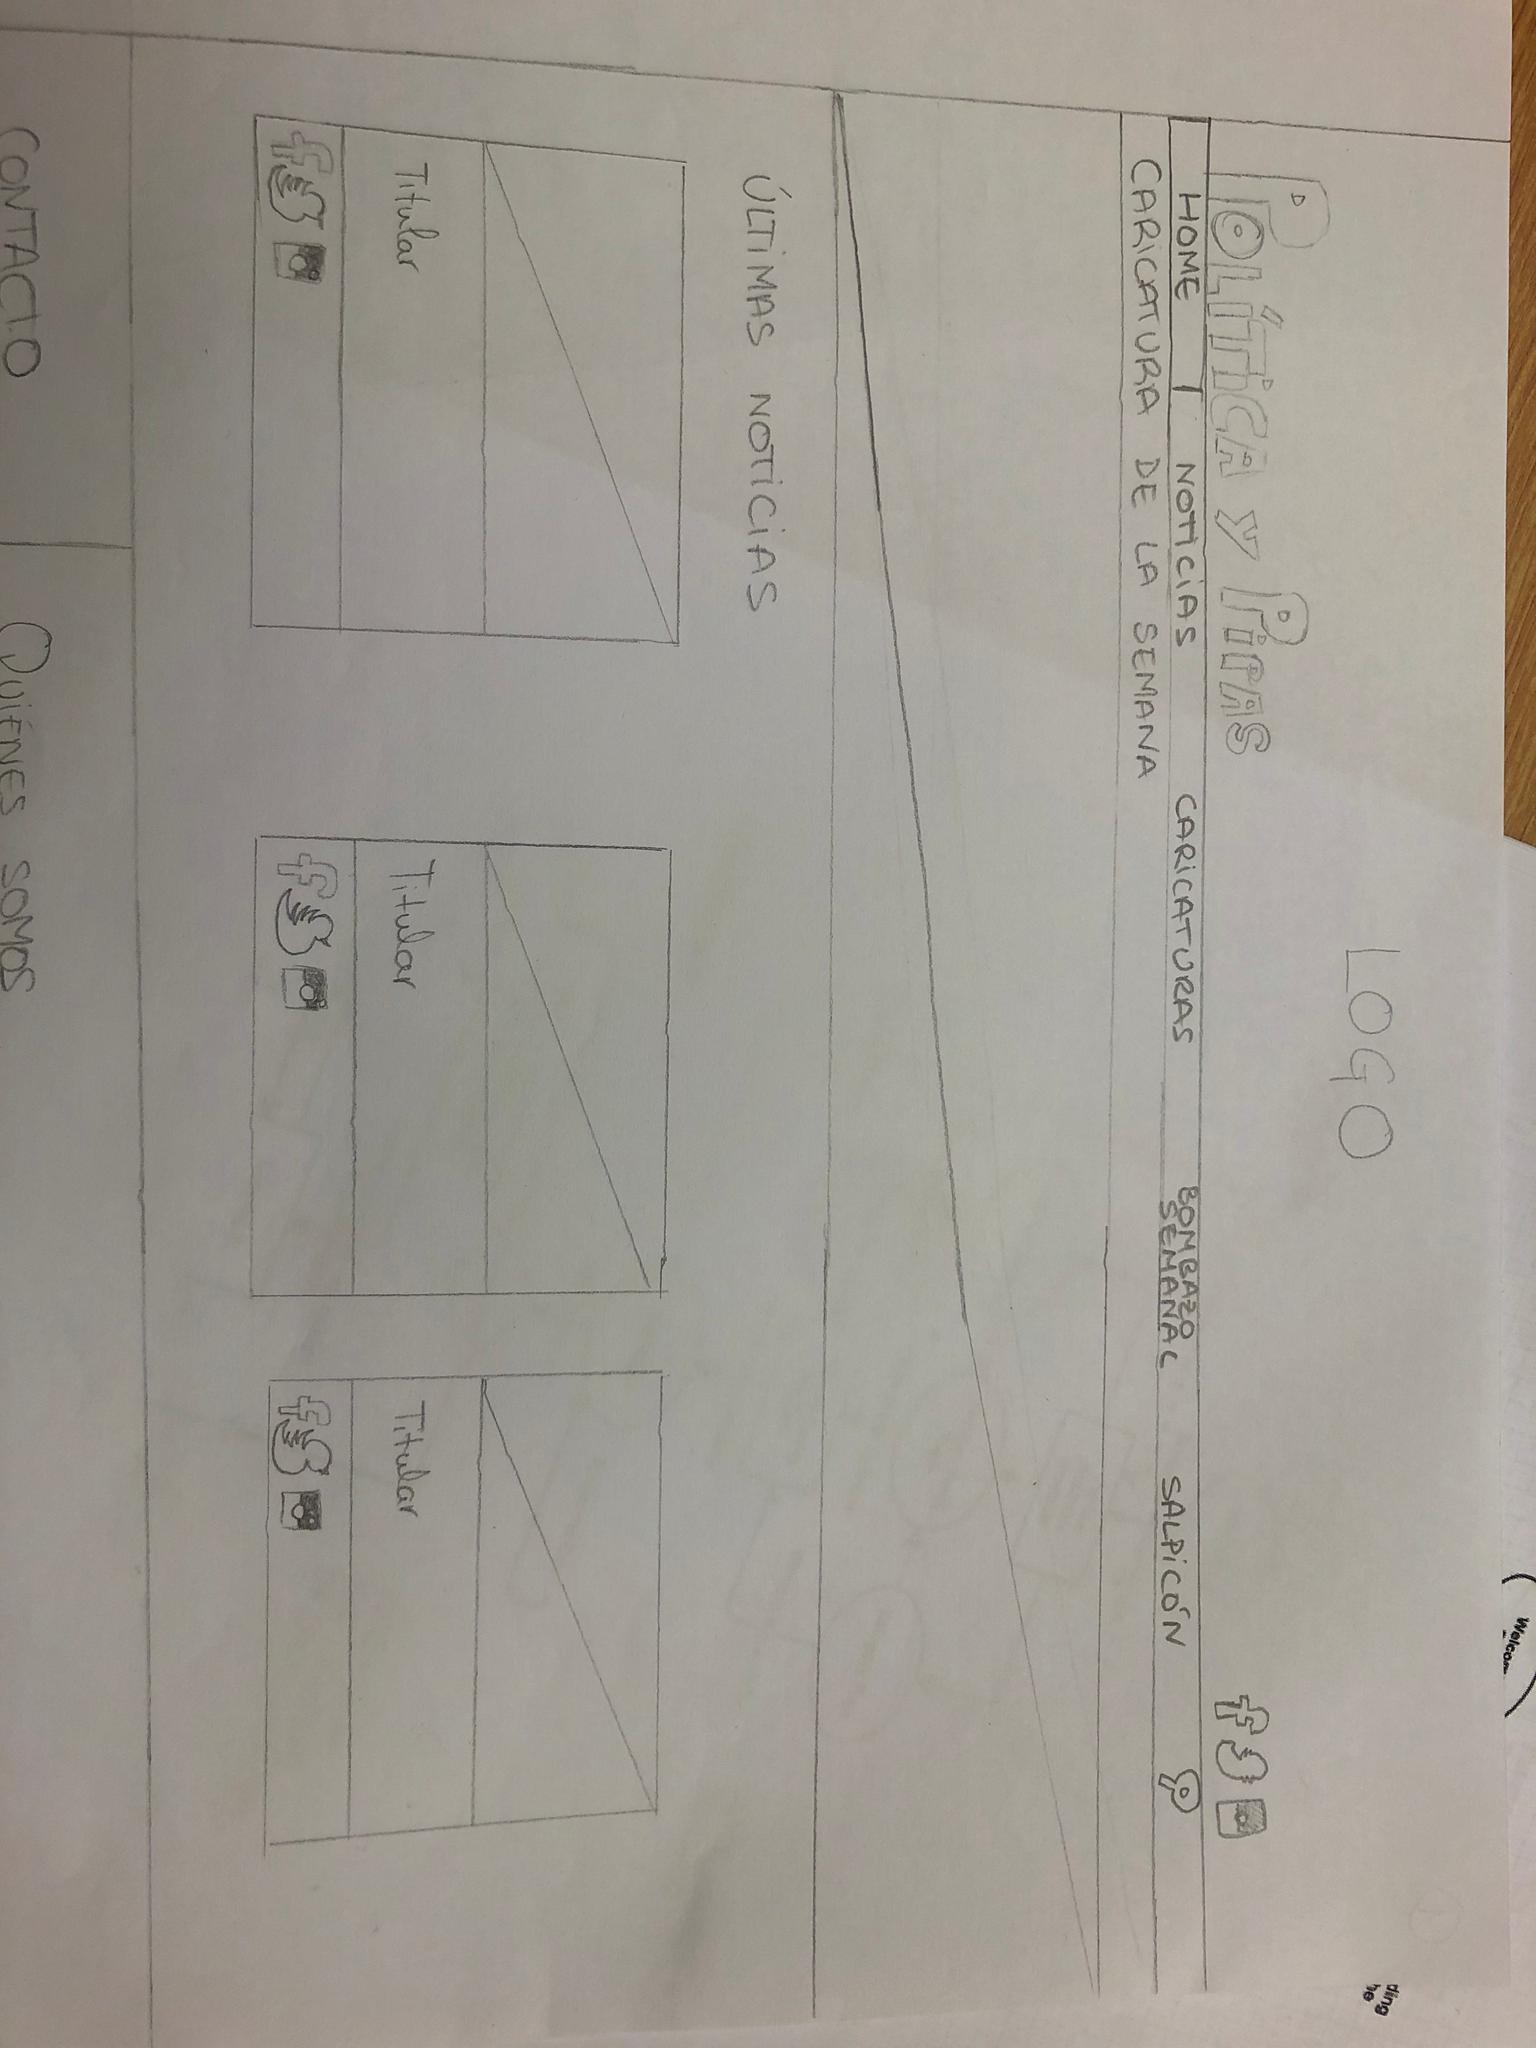 Welcom
ding
he
LOGO
POLÍTICA Y PIPAS
HOME
NOTICIAS
CARICATURAS
BOMBAZO
SEMANAL
SALPICÓN
CARICATURA DE LA SEMANA
ÚLTIMAS NOTICIAS
Titular
Titular
Titular
CONTACTO
QUIÉNES SOMOS